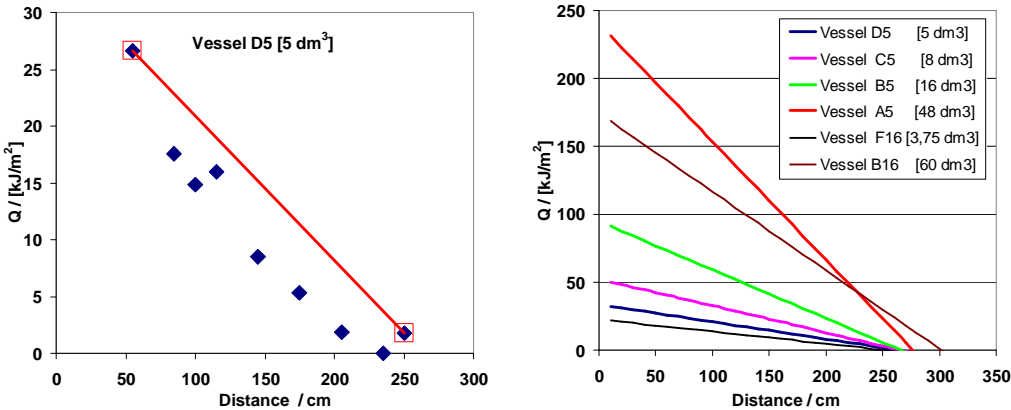 Vessel D5 [5 dm³]
Q / [kJ/m²]
30
25
20
15
10
5
0
0 50 100 150 200 250 300
Distance / cm
Q / [kJ/m²]
250
200
150
100
50
0
Vessel D5 [5 dm3]
Vessel C5 [8 dm3]
Vessel B5 [16 dm3]
Vessel A5 [48 dm3]
Vessel F16 [3,75 dm3]
Vessel B16 [60 dm3]
0 50 100 150 200 250 300 350
Distance / cm